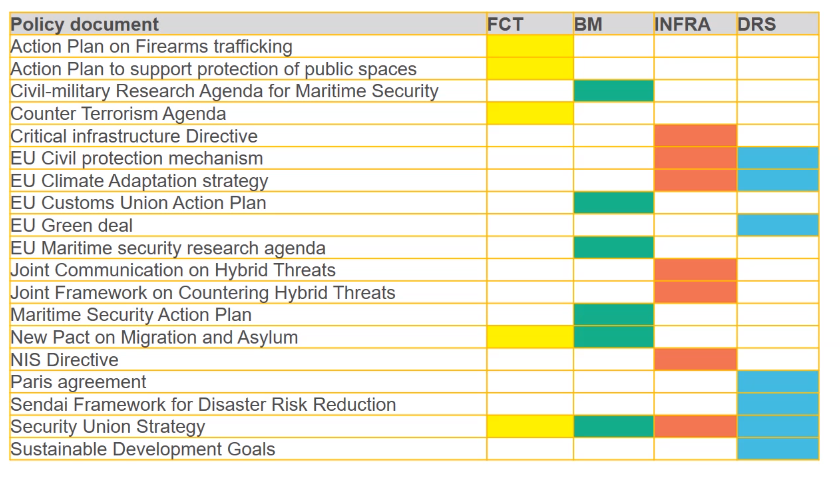 Policy document FCT BM INFRA DRS
Action Plan on Firearms trafficking
Action Plan to support protection of public spaces
Civil-military Research Agenda for Maritime Security
Counter Terrorism Agenda
Critical infrastructure Directive
EU Civil protection mechanism
EU Climate Adaptation strategy
EU Customs Union Action Plan
EU Green deal
EU Maritime security research agenda
Joint Communication on Hybrid Threats
Joint Framework on Countering Hybrid Threats
Maritime Security Action Plan
New Pact on Migration and Asylum
NIS Directive
Paris agreement
Sendai Framework for Disaster Risk Reduction
Security Union Strategy
Sustainable Development Goals